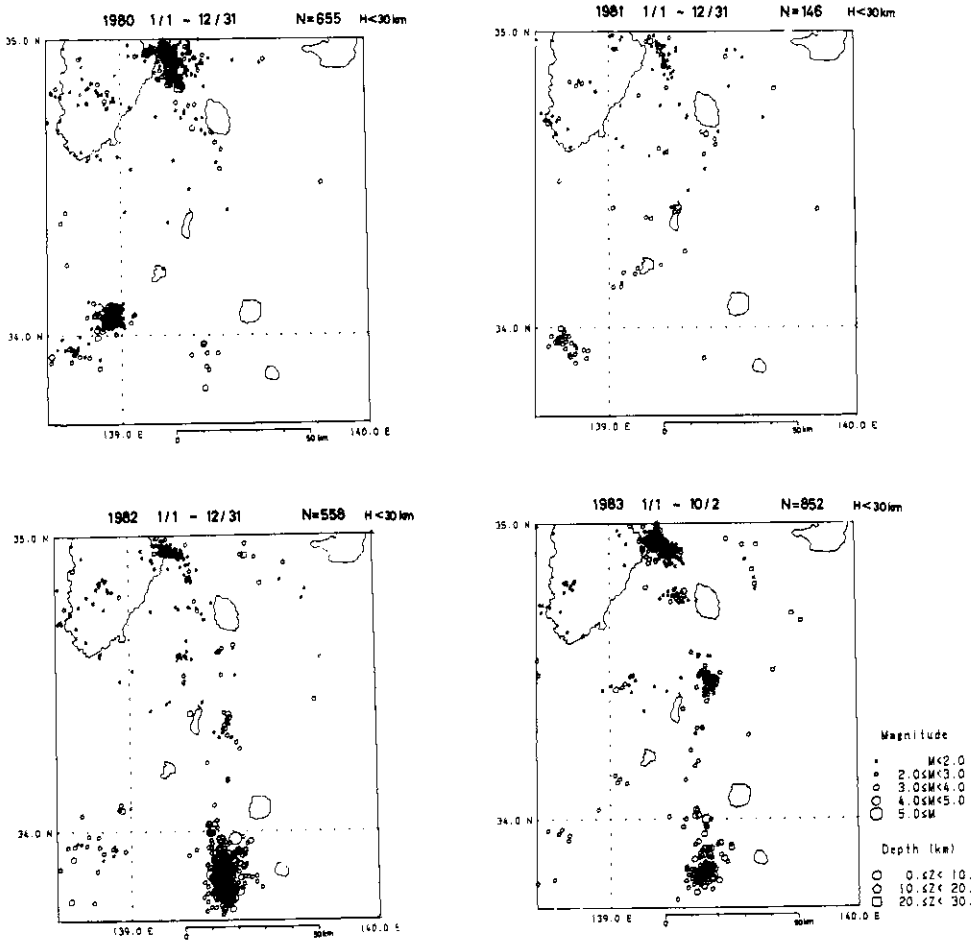 1980 1/1 ~ 12/31 N=655 H<30km
35.0 N
34.0 N
139.0 E
140.0 E
0 50km
1981 1/1 ~ 12/31 N=146 H<30km
35.0 N
34.0 N
139.0 E
140.0 E
0 50km
1982 1/1 ~ 12/31 N=558 H<30km
35.0 N
34.0 N
139.0 E
140.0 E
0 50km
1983 1/1 ~ 10/2 N=852 H<30km
35.0 N
34.0 N
139.0 E
140.0 E
0 50km
Magnitude
M<2.0
2.0≤M<3.0
3.0≤M<4.0
4.0≤M<5.0
5.0≤M
Depth (km)
0.≤Z< 10.
10.≤Z< 20.
20.≤Z< 30.